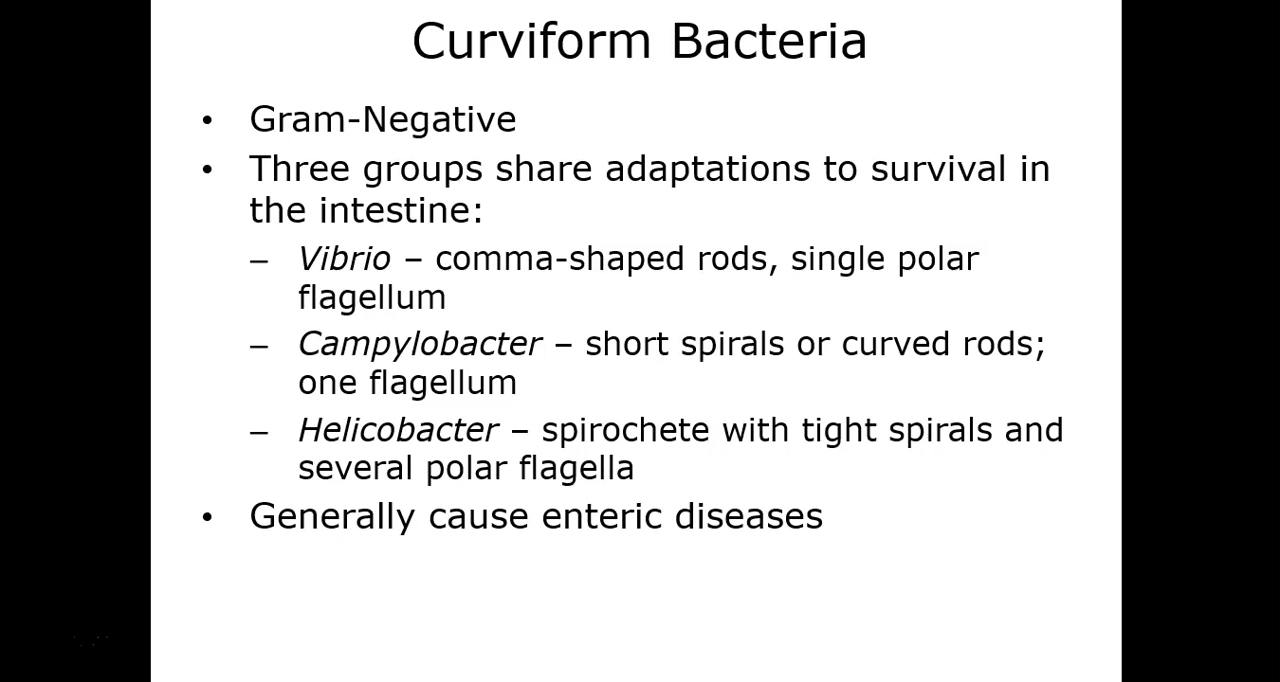 Curviform Bacteria
• Gram-Negative
• Three groups share adaptations to survival in
the intestine:
– Vibrio – comma-shaped rods, single polar
flagellum
– Campylobacter – short spirals or curved rods;
one flagellum
– Helicobacter – spirochete with tight spirals and
several polar flagella
• Generally cause enteric diseases